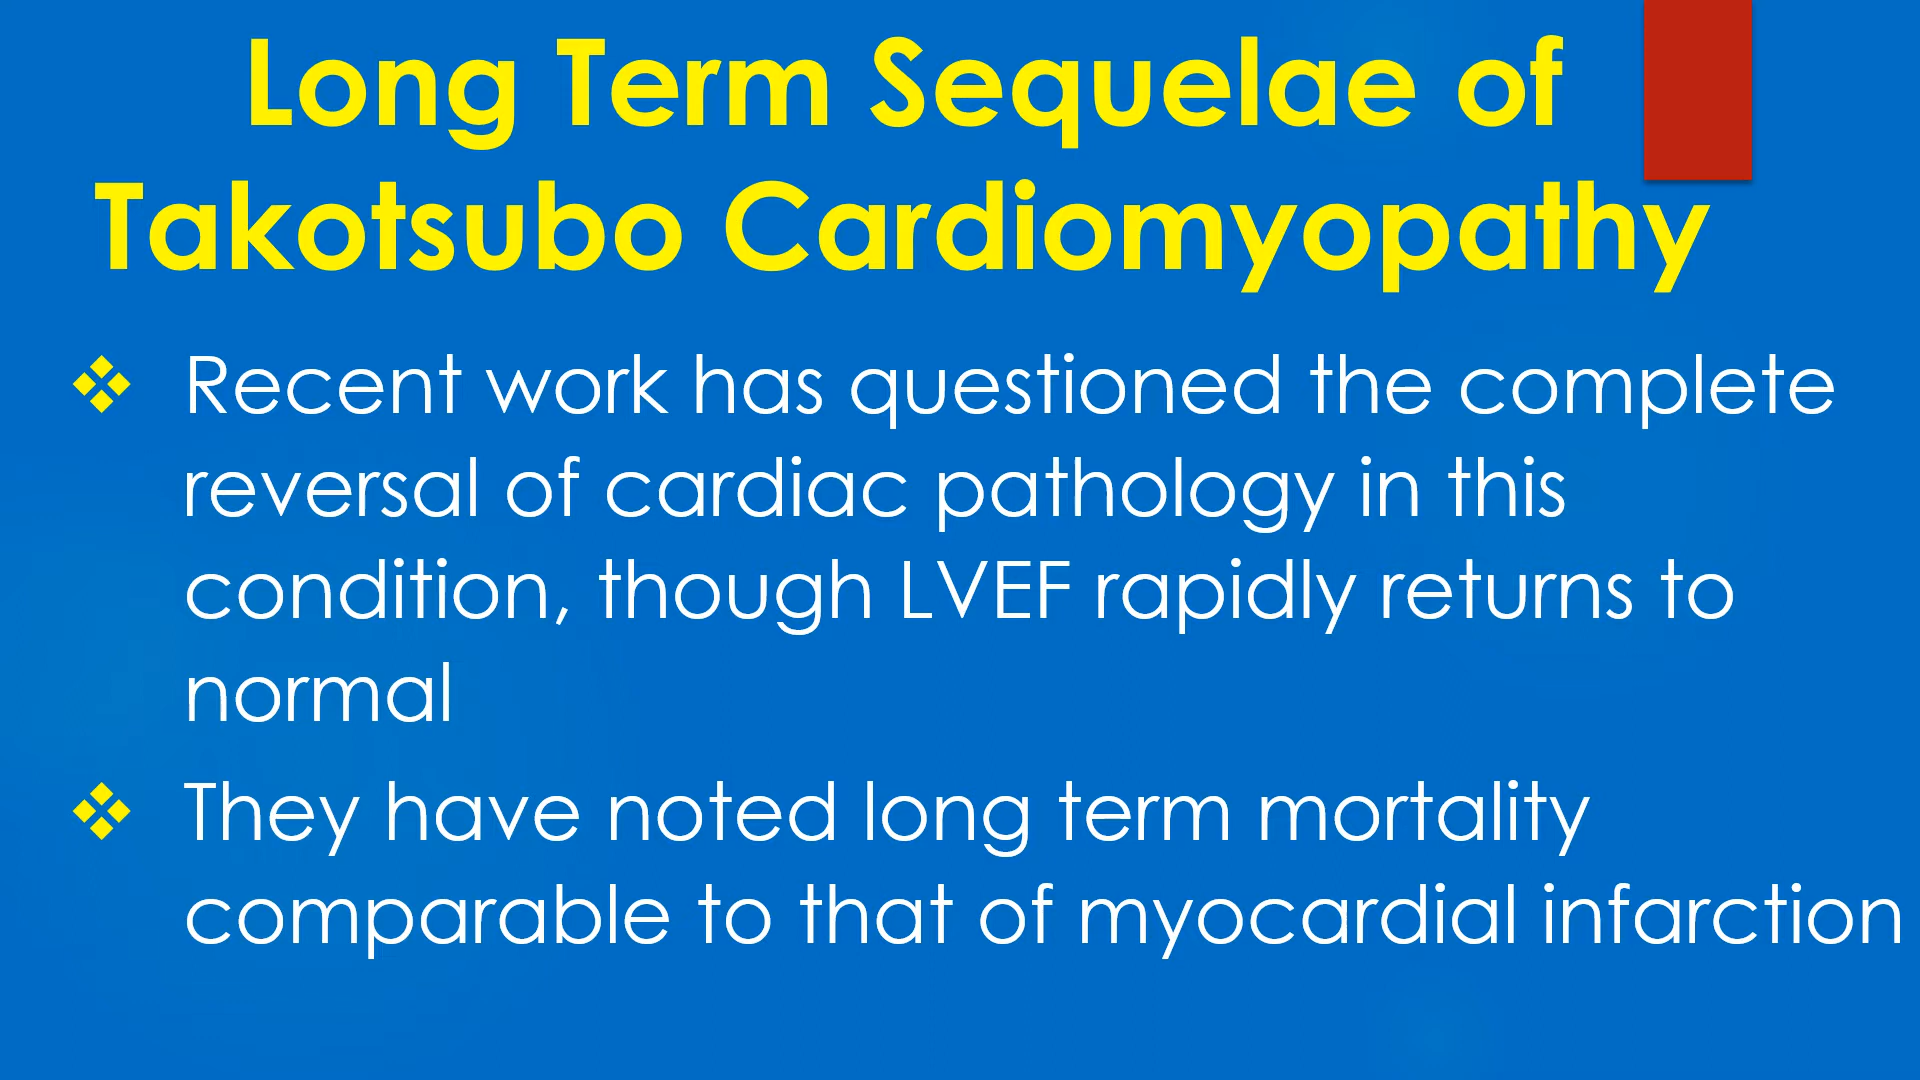 Long Term Sequelae of
Takotsubo Cardiomyopathy
Recent work has questioned the complete
reversal of cardiac pathology in this
condition, though LVEF rapidly returns to
normal
They have noted long term mortality
comparable to that of myocardial infarction